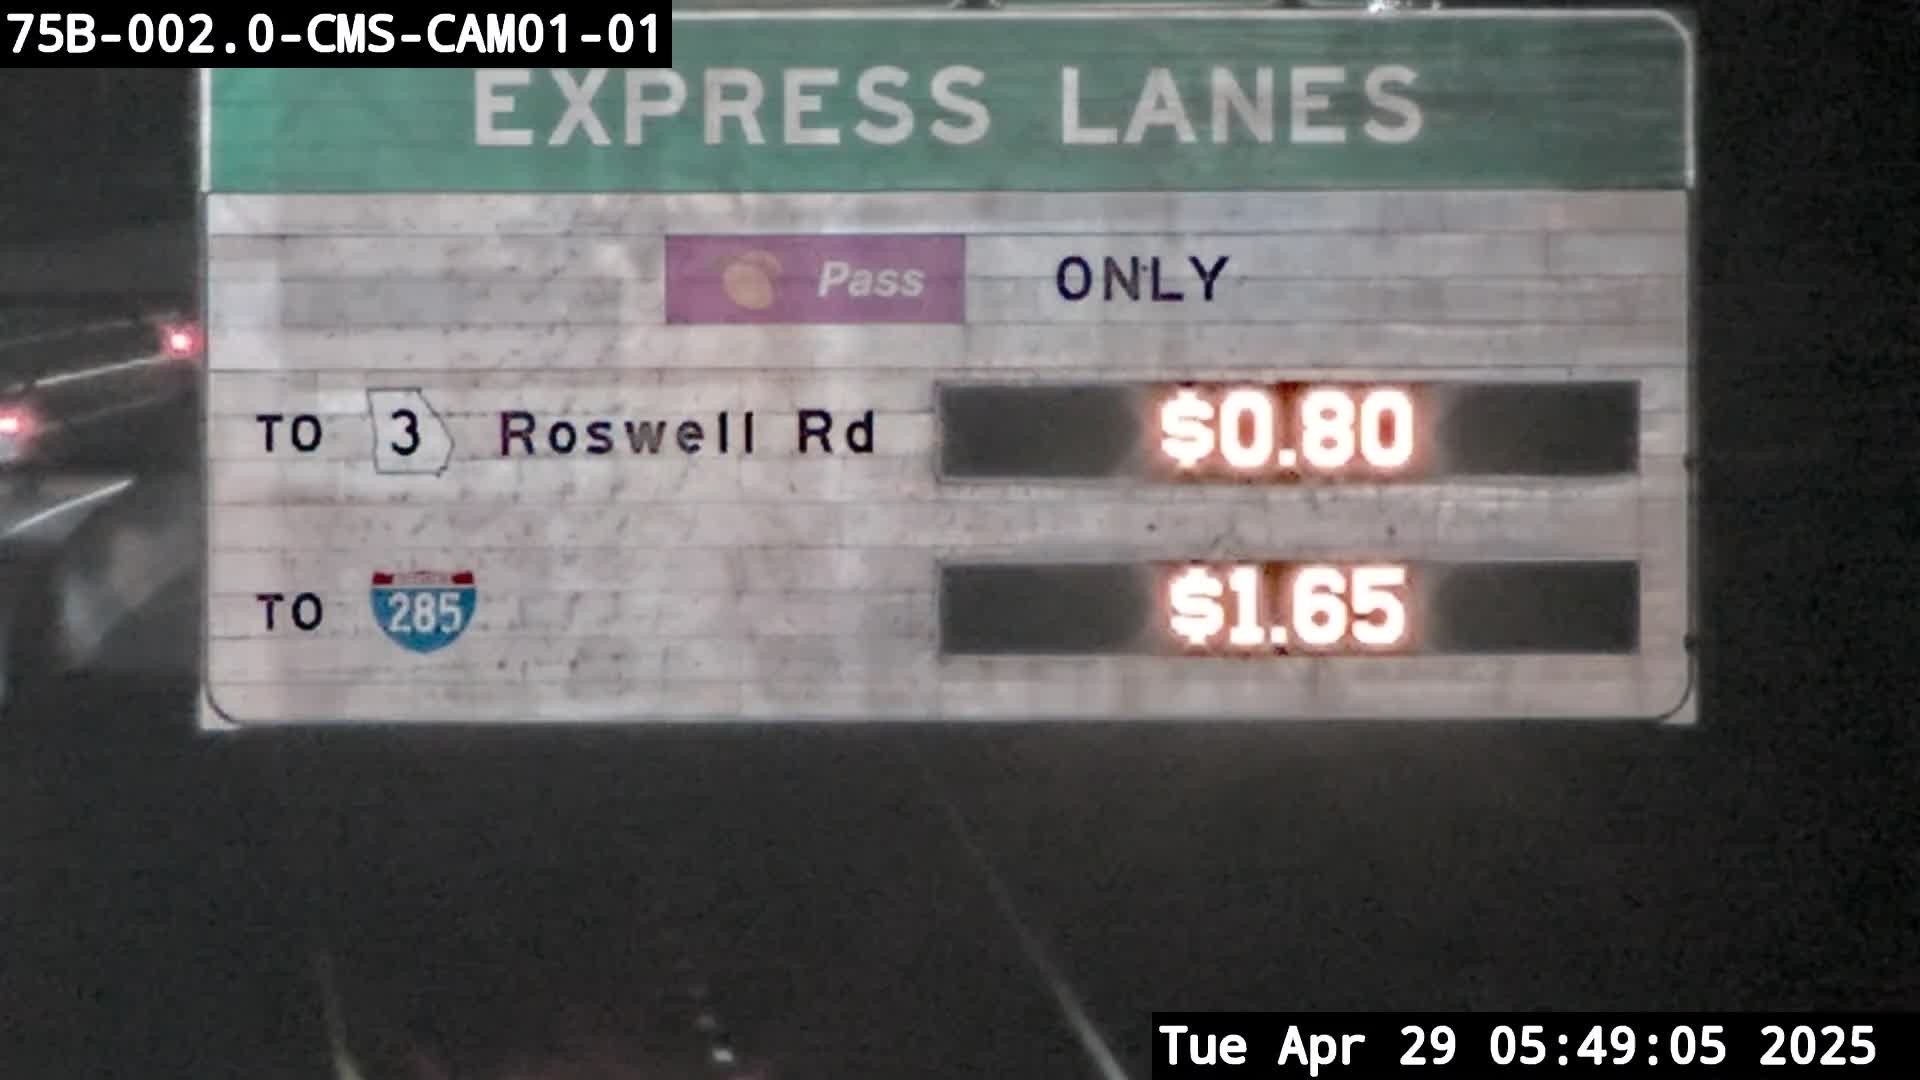 75B-002.0-CMS-CAM01-01
EXPRESS LANES
Pass ONLY
TO 3 Roswell Rd $0.80
TO 285 $1.65
Tue Apr 29 05:49:05 2025